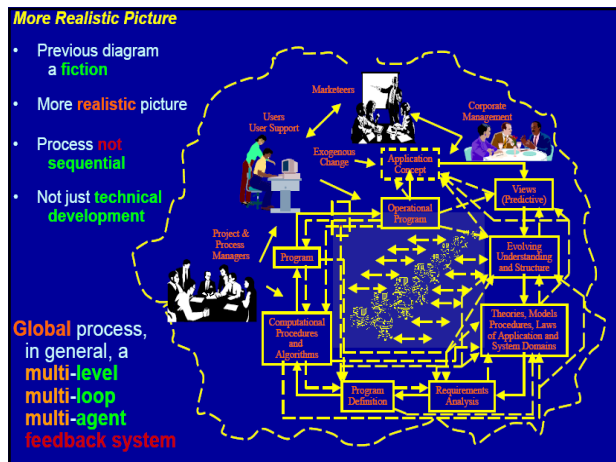 More Realistic Picture
• Previous diagram
a fiction
• More realistic picture
• Process not
sequential
• Not just technical
development
Global process,
in general, a
multi-level
multi-loop
multi-agent
feedback system
Marketeers
Users
User Support
Corporate
Management
Exogenous
Change
Application
Concept
Views
(Predictive)
Operational
Program
Project &
Process
Managers
Program
Evolving
Understanding
and Structure
Computational
Procedures
and
Algorithms
Theories, Models
Procedures, Laws
of Application
and
System Domains
Program
Definition
Requirements
Analysis